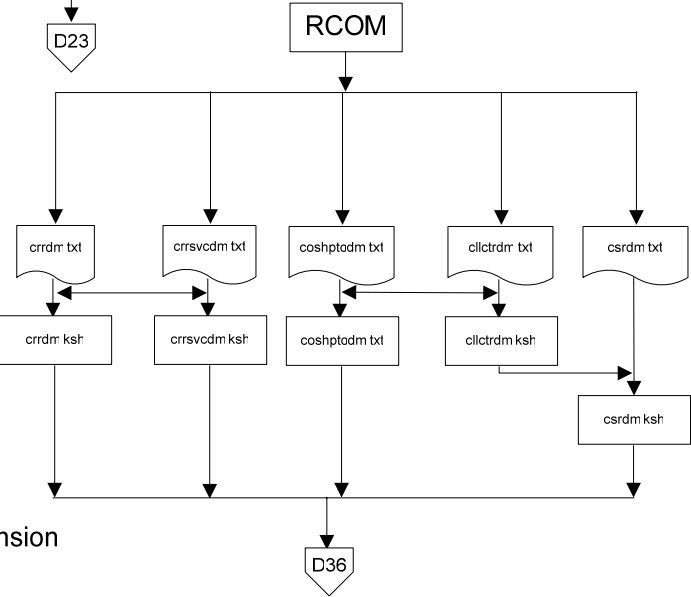 D23
RCOM
crrdm txt
crrsvcdm txt
coshptodm txt
cllctrdm txt
csrdm txt
crrdm ksh
crrsvcdm ksh
coshptodm txt
cllctrdm ksh
csrdm ksh
nsion
D36